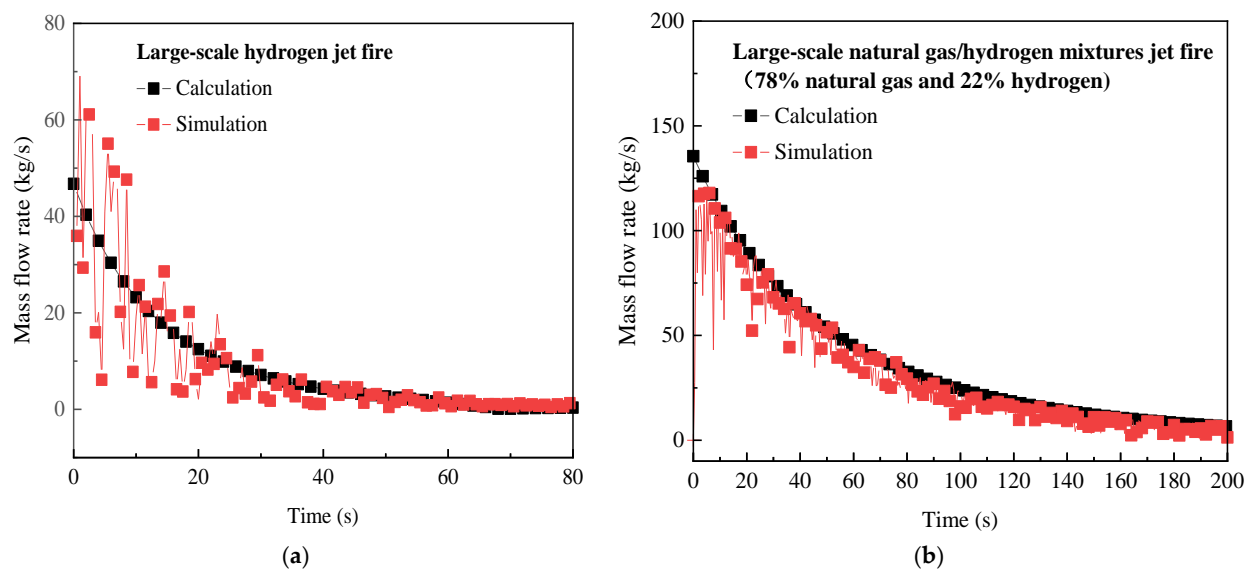 80
60
40
20
0
Mass flow rate (kg/s)
Large-scale hydrogen jet fire
Calculation
Simulation
0 20 40 60 80
Time (s)
(a)
200
150
100
50
0
Mass flow rate (kg/s)
Large-scale natural gas/hydrogen mixtures jet fire
（78% natural gas and 22% hydrogen)
Calculation
Simulation
0 20 40 60 80 100 120 140 160 180 200
Time (s)
(b)